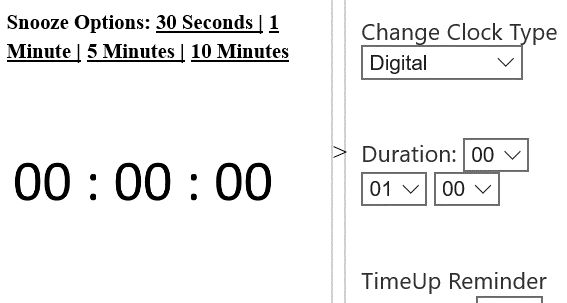 Snooze Options: 30 Seconds | 1
Minute | 5 Minutes | 10 Minutes
00 : 00 : 00
>
Change Clock Type
Digital
Duration: 00
01 00
TimeUp Reminder